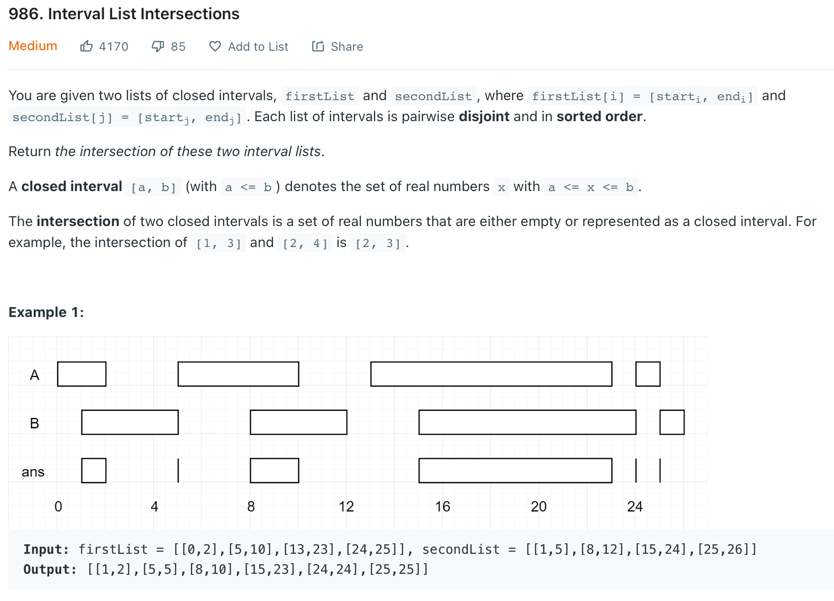 986. Interval List Intersections
Medium 4170 85 Add to List Share
You are given two lists of closed intervals, firstList and secondList , where firstList[i] = [startᵢ, endᵢ] and
secondList[j] = [startⱼ, endⱼ] . Each list of intervals is pairwise disjoint and in sorted order.
Return the intersection of these two interval lists.
A closed interval [a, b] (with a <= b ) denotes the set of real numbers x with a <= x <= b .
The intersection of two closed intervals is a set of real numbers that are either empty or represented as a closed interval. For
example, the intersection of [1, 3] and [2, 4] is [2, 3] .
Example 1:
A
B
ans
0 4 8 12 16 20 24
Input: firstList = [[0,2],[5,10],[13,23],[24,25]], secondList = [[1,5],[8,12],[15,24],[25,26]]
Output: [[1,2],[5,5],[8,10],[15,23],[24,24],[25,25]]